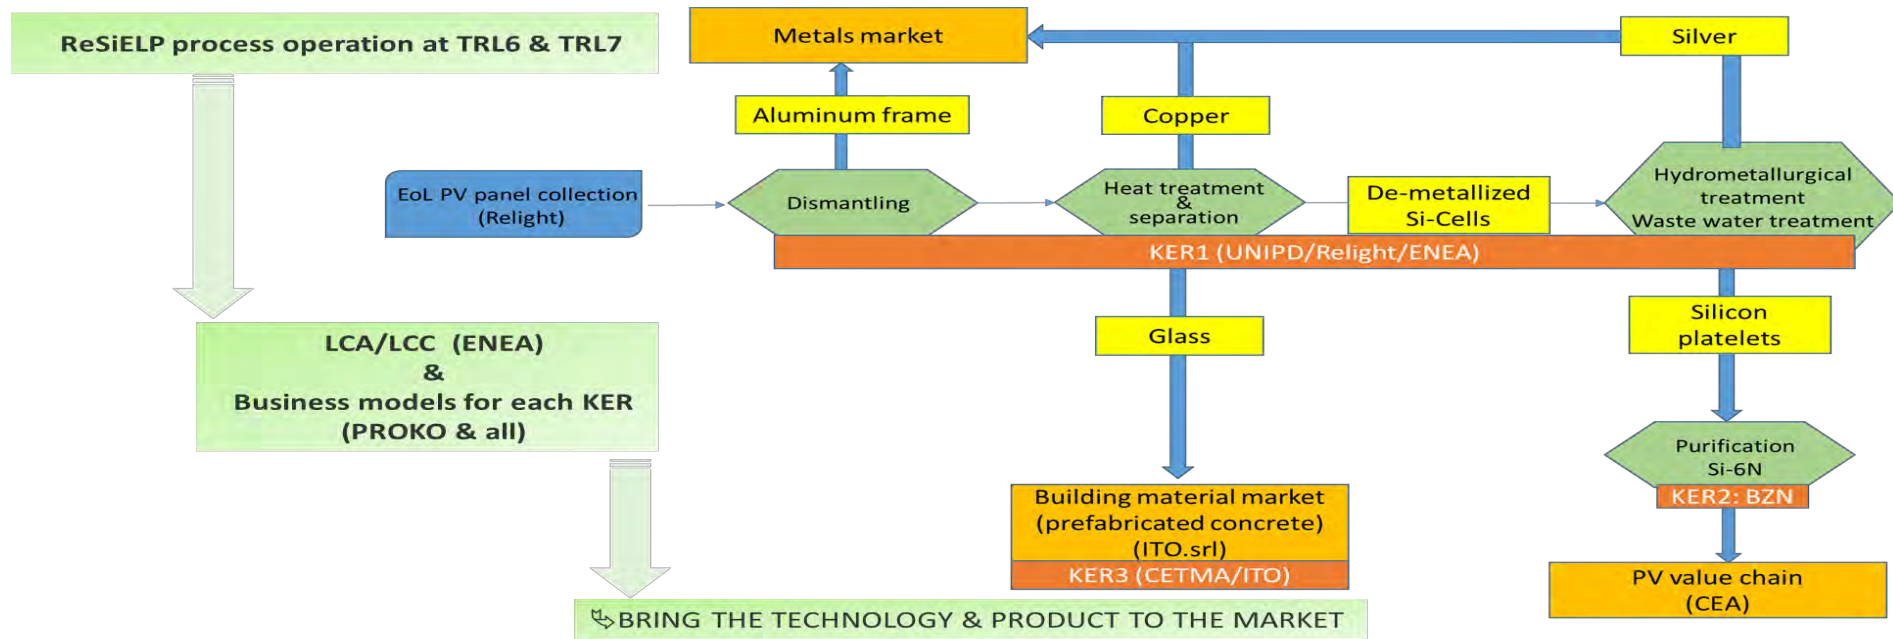 ReSiELP process operation at TRL6 & TRL7
LCA/LCC (ENEA)
&
Business models for each KER
(PROKO & all)
BRING THE TECHNOLOGY & PRODUCT TO THE MARKET
Metals market
Silver
Aluminum frame
Copper
EoL PV panel collection
(Relight)
Dismantling
Heat treatment
&
separation
De-metallized
Si-Cells
Hydrometallurgical
treatment
Waste water treatment
KER1 (UNIPD/Relight/ENEA)
Glass
Silicon
platelets
Building material market
(prefabricated concrete)
(ITO.srl)
KER3 (CETMA/ITO)
Purification
Si-6N
KER2: BZN
PV value chain
(CEA)